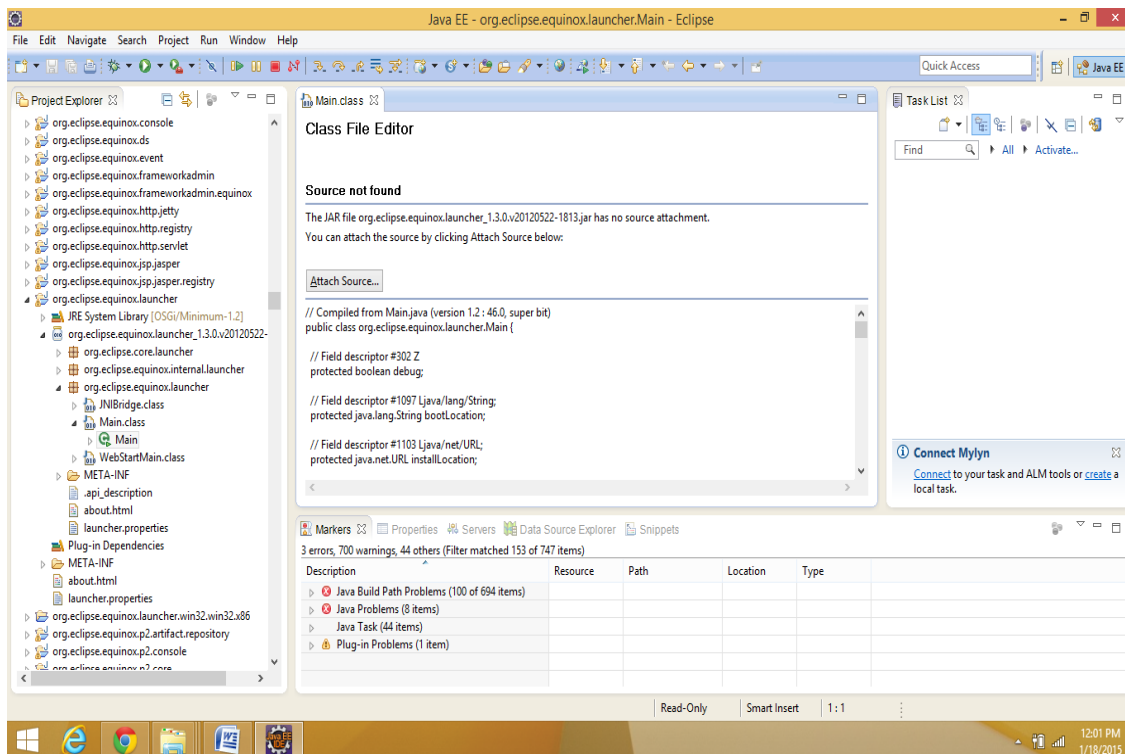 Java EE - org.eclipse.equinox.launcher.Main - Eclipse
File Edit Navigate Search Project Run Window Help
Quick Access
Java EE
Project Explorer
org.eclipse.equinox.console
org.eclipse.equinox.ds
org.eclipse.equinox.event
org.eclipse.equinox.frameworkadmin
org.eclipse.equinox.frameworkadmin.equinox
org.eclipse.equinox.http.jetty
org.eclipse.equinox.http.registry
org.eclipse.equinox.http.servlet
org.eclipse.equinox.jsp.jasper
org.eclipse.equinox.jsp.jasper.registry
org.eclipse.equinox.launcher
JRE System Library [OSGi/Minimum-1.2]
org.eclipse.equinox.launcher_1.3.0.v20120522-
org.eclipse.core.launcher
org.eclipse.equinox.internal.launcher
org.eclipse.equinox.launcher
JNIBridge.class
Main.class
Main
WebStartMain.class
META-INF
.api_description
about.html
launcher.properties
Plug-in Dependencies
META-INF
about.html
launcher.properties
org.eclipse.equinox.launcher.win32.win32.x86
org.eclipse.equinox.p2.artifact.repository
org.eclipse.equinox.p2.console
org.eclipse.equinox.p2.core
Main.class
Class File Editor
Source not found
The JAR file org.eclipse.equinox.launcher_1.3.0.v20120522-1813.jar has no source attachment.
You can attach the source by clicking Attach Source below:
Attach Source...
// Compiled from Main.java (version 1.2 : 46.0, super bit)
public class org.eclipse.equinox.launcher.Main {
// Field descriptor #302 Z
protected boolean debug;
// Field descriptor #1097 Ljava/lang/String;
protected java.lang.String bootLocation;
// Field descriptor #1103 Ljava/net/URL;
protected java.net.URL installLocation;
Task List
Find All Activate...
Connect Mylyn
Connect to your task and ALM tools or create a
local task.
Markers Properties Servers Data Source Explorer Snippets
3 errors, 700 warnings, 44 others (Filter matched 153 of 747 items)
Description Resource Path Location Type
Java Build Path Problems (100 of 694 items)
Java Problems (8 items)
Java Task (44 items)
Plug-in Problems (1 item)
Read-Only Smart Insert 1 : 1
Java EE
IDE
12:01 PM
1/18/2015